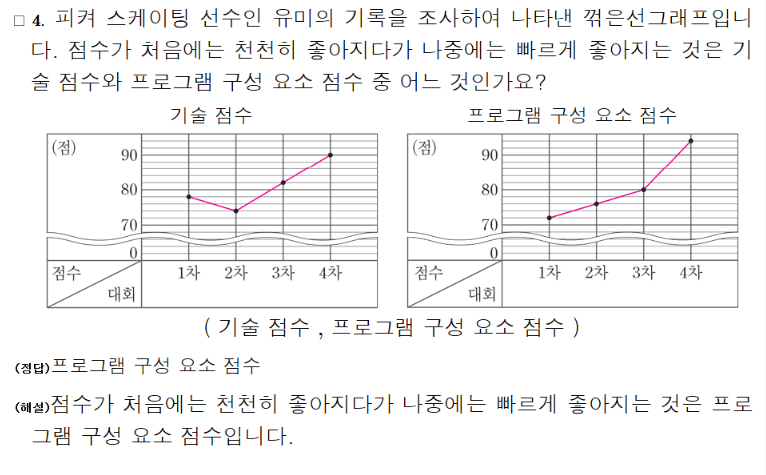 □ 4. 피겨 스케이팅 선수인 유미의 기록을 조사하여 나타낸 꺾은선그래프입니
다. 점수가 처음에는 천천히 좋아지다가 나중에는 빠르게 좋아지는 것은 기
술 점수와 프로그램 구성 요소 점수 중 어느 것인가요?
기술 점수
(점)
90
80
70
0
점수
대회
1차 2차 3차 4차
프로그램 구성 요소 점수
(점)
90
80
70
0
점수
대회
1차 2차 3차 4차
( 기술 점수 , 프로그램 구성 요소 점수 )
(정답)프로그램 구성 요소 점수
(해설)점수가 처음에는 천천히 좋아지다가 나중에는 빠르게 좋아지는 것은 프로
그램 구성 요소 점수입니다.